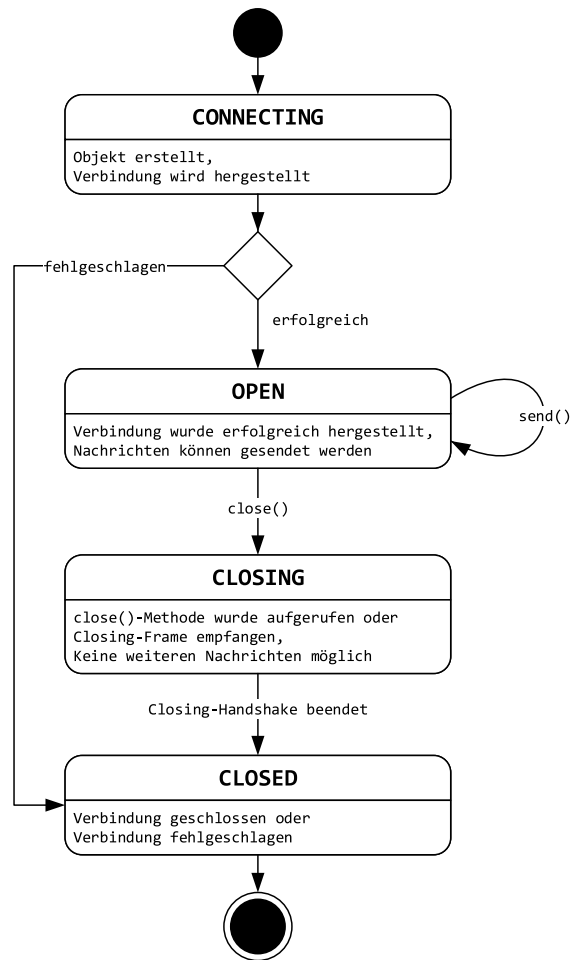 CONNECTING
Objekt erstellt,
Verbindung wird hergestellt
fehlgeschlagen
erfolgreich
OPEN
Verbindung wurde erfolgreich hergestellt,
Nachrichten können gesendet werden
send()
close()
CLOSING
close()-Methode wurde aufgerufen oder
Closing-Frame empfangen,
Keine weiteren Nachrichten möglich
Closing-Handshake beendet
CLOSED
Verbindung geschlossen oder
Verbindung fehlgeschlagen